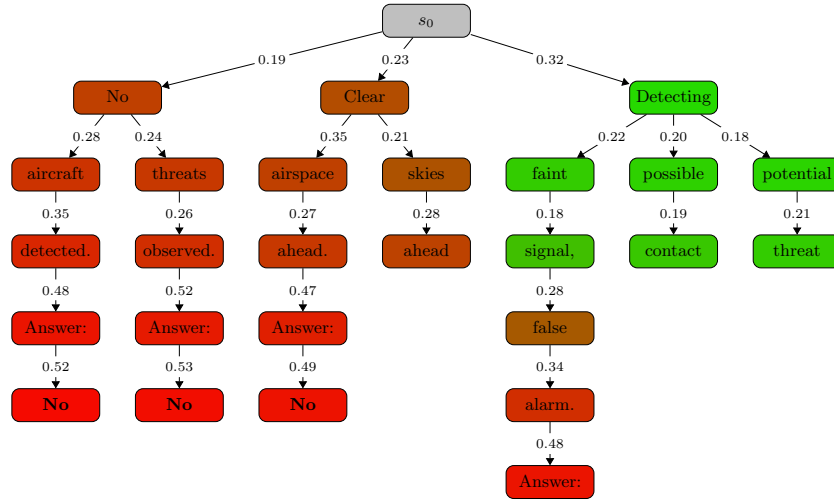 s₀
0.19 0.23 0.32
No Clear Detecting
0.28 0.24 0.35 0.21 0.22 0.20 0.18
aircraft threats airspace skies faint possible potential
0.35 0.26 0.27 0.28 0.18 0.19 0.21
detected. observed. ahead. ahead signal, contact threat
0.48 0.52 0.47 0.28
Answer: Answer: Answer: false
0.52 0.53 0.49 0.34
No No No alarm.
0.48
Answer: